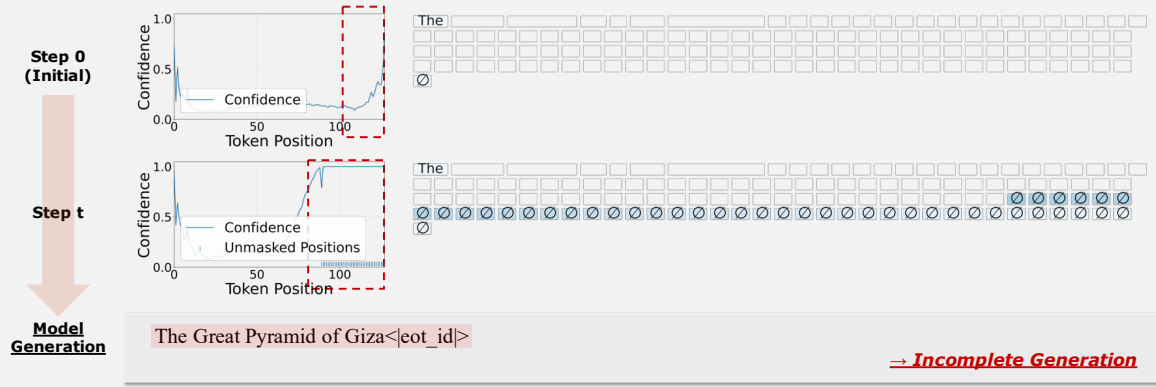 Step 0
(Initial)
Confidence
1.0
0.5
0.0
0
50
100
Token Position
Confidence
The
∅
Step t
Confidence
1.0
0.5
0.0
0
50
100
Token Position
Confidence
Unmasked Positions
The
∅ ∅ ∅ ∅ ∅ ∅
∅ ∅ ∅ ∅ ∅ ∅ ∅ ∅ ∅ ∅ ∅ ∅ ∅ ∅ ∅ ∅ ∅ ∅ ∅ ∅ ∅ ∅ ∅ ∅ ∅ ∅ ∅ ∅ ∅ ∅ ∅ ∅ ∅ ∅
∅
Model
Generation
The Great Pyramid of Giza<|eot_id|>
→ Incomplete Generation